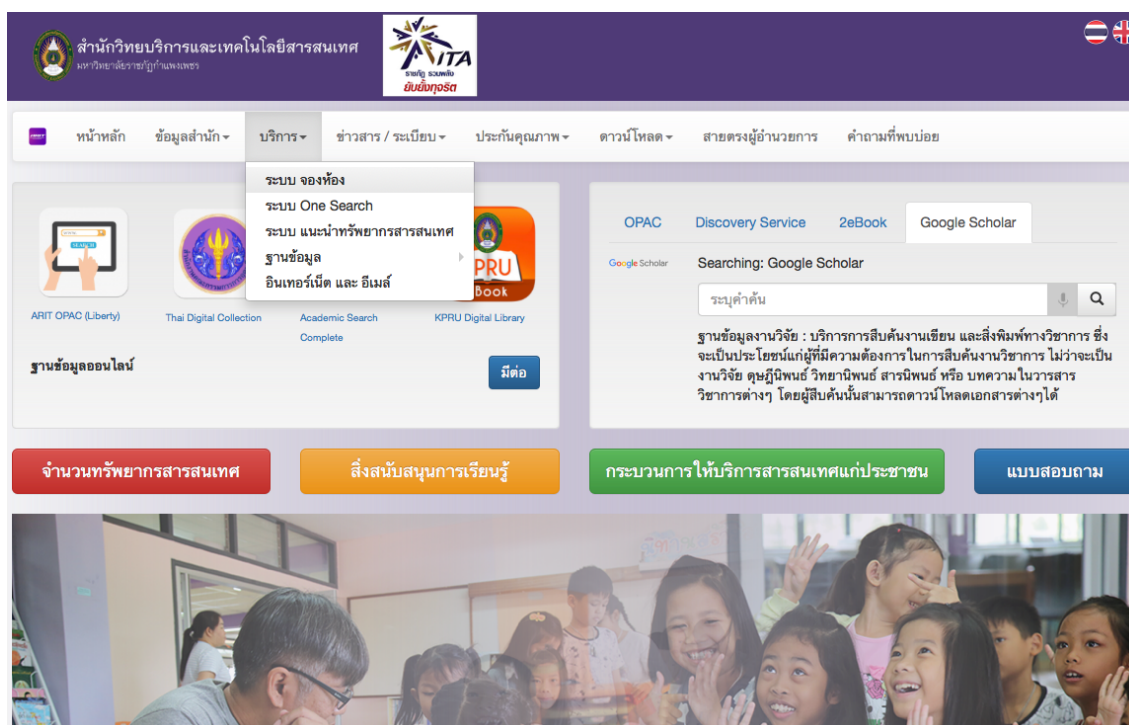 สำนักวิทยบริการและเทคโนโลยีสารสนเทศ
มหาวิทยาลัยราชภัฏกำแพงเพชร
ITA
ราชภัฏ รวมพลัง
ยับยั้งทุจริต
หน้าหลัก ข้อมูลสำนัก บริการ ข่าวสาร / ระเบียบ ประกันคุณภาพ ดาวน์โหลด สายตรงผู้อำนวยการ คำถามที่พบบ่อย
ระบบ จองห้อง
ระบบ One Search
ระบบ แนะนำทรัพยากรสารสนเทศ
ฐานข้อมูล
อินเทอร์เน็ต และ อีเมล์
SEARCH
PRU
Book
ARIT OPAC (Liberty)
Thai Digital Collection
Academic Search
Complete
KPRU Digital Library
ฐานข้อมูลออนไลน์
มีต่อ
OPAC Discovery Service 2eBook Google Scholar
Google Scholar
Searching: Google Scholar
ระบุคำค้น
ฐานข้อมูลงานวิจัย : บริการการสืบค้นงานเขียน และสิ่งพิมพ์ทางวิชาการ ซึ่ง
จะเป็นประโยชน์แก่ผู้ที่มีความต้องการในการสืบค้นงานวิชาการ ไม่ว่าจะเป็น
งานวิจัย ดุษฎีนิพนธ์ วิทยานิพนธ์ สารนิพนธ์ หรือ บทความในวารสาร
วิชาการต่างๆ โดยผู้สืบค้นนั้นสามารถดาวน์โหลดเอกสารต่างๆได้
จำนวนทรัพยากรสารสนเทศ
สิ่งสนับสนุนการเรียนรู้
กระบวนการให้บริการสารสนเทศแก่ประชาชน
แบบสอบถาม